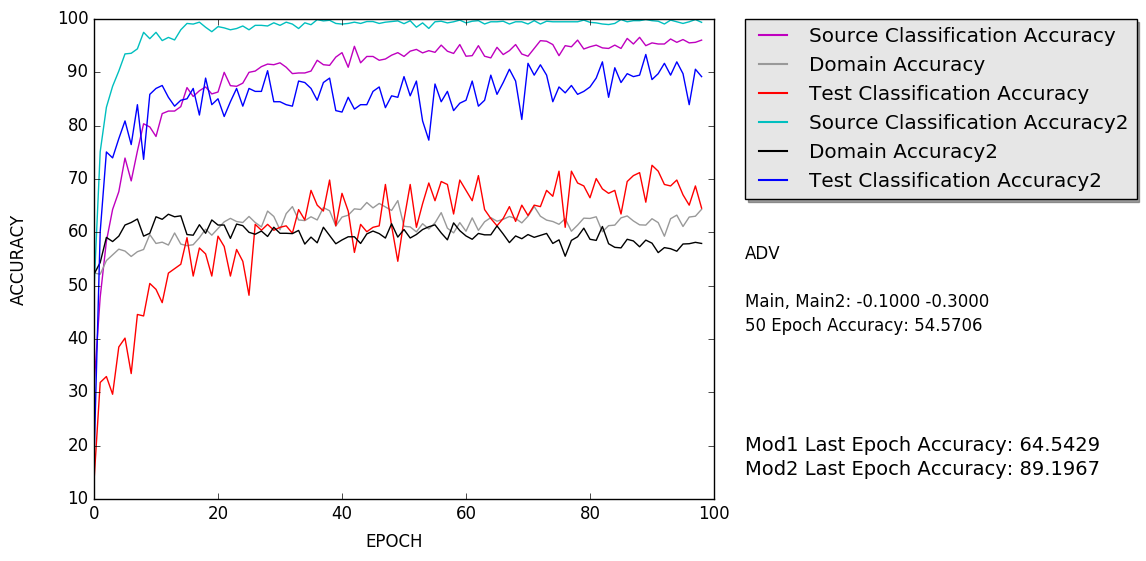 100
90
80
70
60
50
40
30
20
10
0
20
40
60
80
100
ACCURACY
EPOCH
Source Classification Accuracy
Domain Accuracy
Test Classification Accuracy
Source Classification Accuracy2
Domain Accuracy2
Test Classification Accuracy2
ADV
Main, Main2: -0.1000 -0.3000
50 Epoch Accuracy: 54.5706
Mod1 Last Epoch Accuracy: 64.5429
Mod2 Last Epoch Accuracy: 89.1967